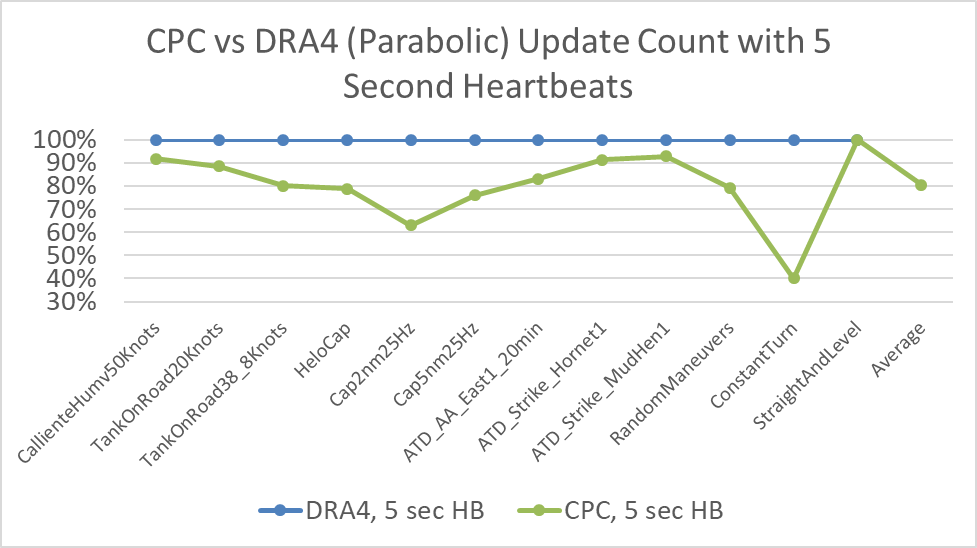 CPC vs DRA4 (Parabolic) Update Count with 5
Second Heartbeats
100%
90%
80%
70%
60%
50%
40%
30%
CallienteHumv50Knots
TankOnRoad20Knots
TankOnRoad38_8Knots
HeloCap
Cap2nm25Hz
Cap5nm25Hz
ATD_AA_East1_20min
ATD_Strike_Hornet1
ATD_Strike_MudHen1
RandomManeuvers
ConstantTurn
StraightAndLevel
Average
DRA4, 5 sec HB
CPC, 5 sec HB